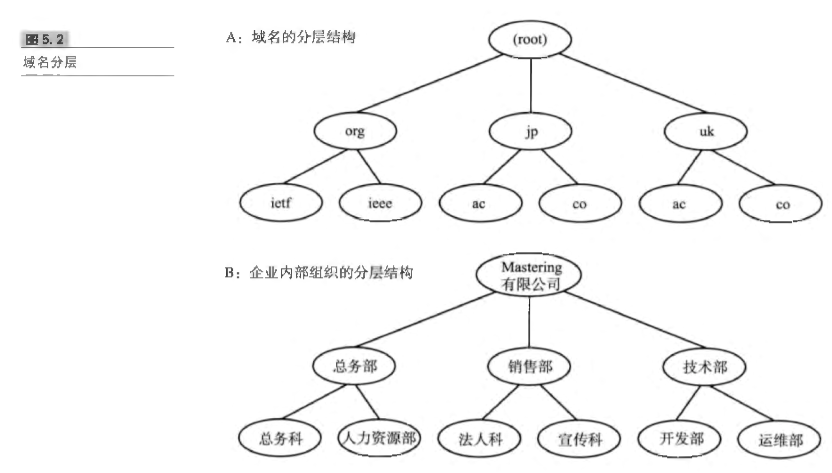 图5.2
域名分层
A：域名的分层结构
(root)
org
jp
uk
ietf
ieee
ac
co
ac
co
B：企业内部组织的分层结构
Mastering
有限公司
总务部
销售部
技术部
总务科
人力资源部
法人科
宣传科
开发部
运维部